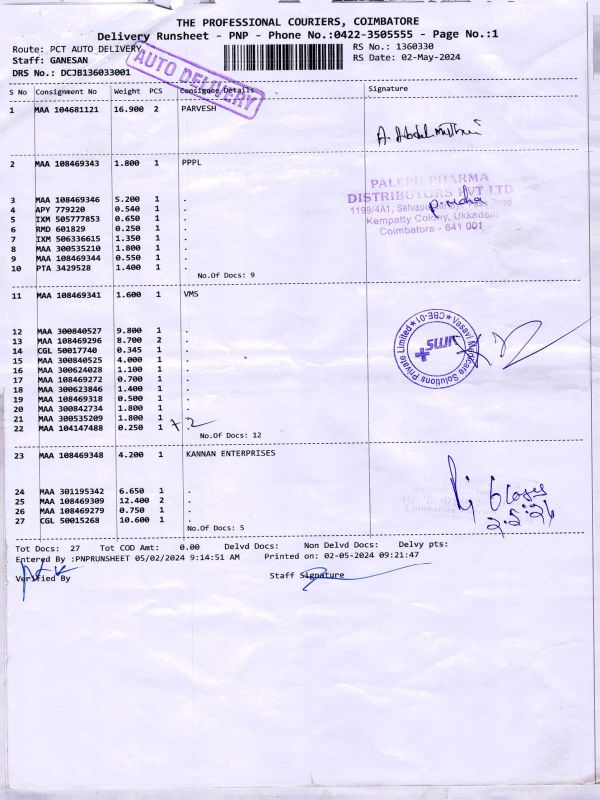 THE PROFESSIONAL COURIERS, COIMBATORE
Delivery Runsheet - PNP - Phone No.:0422-3505555 - Page No.:1
Route: PCT AUTO DELIVERY
RS No.: 1360330
Staff: GANESAN
RS Date: 02-May-2024
DRS No.: DCJB136033001
AUTO DELIVERY
S No Consignment No Weight PCS Consignee Details Signature
1 MAA 104681121 16.900 2 PARVESH
2 MAA 108469343 1.800 1 PPPL
PALEPU PHARMA
DISTRIBUTORS PVT LTD
1199/4A1, Selvapuram
Kempatty Colony, Ukkadam
Coimbatore - 641 001
3 MAA 108469346 5.200 1 .
4 APY 779220 0.540 1 .
5 IXM 505777853 0.650 1 .
6 RMD 601829 0.250 1 .
7 IXM 506336615 1.350 1 .
8 MAA 300535210 1.800 1 .
9 MAA 108469344 0.550 1 .
10 PTA 3429528 1.400 1 .
No.Of Docs: 9
11 MAA 108469341 1.600 1 VMS
Vasavi Medicare Solutions Private Limited ★ CBE-01 ★
VMS
12 MAA 300840527 9.800 1 .
13 MAA 108469296 8.700 2 .
14 CGL 50017740 0.345 1 .
15 MAA 300840525 4.000 1 .
16 MAA 300624028 1.100 1 .
17 MAA 108469272 0.700 1 .
18 MAA 300623846 1.400 1 .
19 MAA 108469318 0.500 1 .
20 MAA 300842734 1.800 1 .
21 MAA 300535209 1.800 1 .
22 MAA 104147488 0.250 1 .
No.Of Docs: 12
23 MAA 108469348 4.200 1 KANNAN ENTERPRISES
24 MAA 301195342 6.650 1 .
25 MAA 108469309 12.400 2 .
26 MAA 108469279 0.750 1 .
27 CGL 50015268 10.600 1 .
No.Of Docs: 5
Tot Docs: 27 Tot COD Amt: 0.00 Delvd Docs: Non Delvd Docs: Delvy pts:
Entered By :PNPRUNSHEET 05/02/2024 9:14:51 AM Printed on: 02-05-2024 09:21:47
Verified By Staff Signature